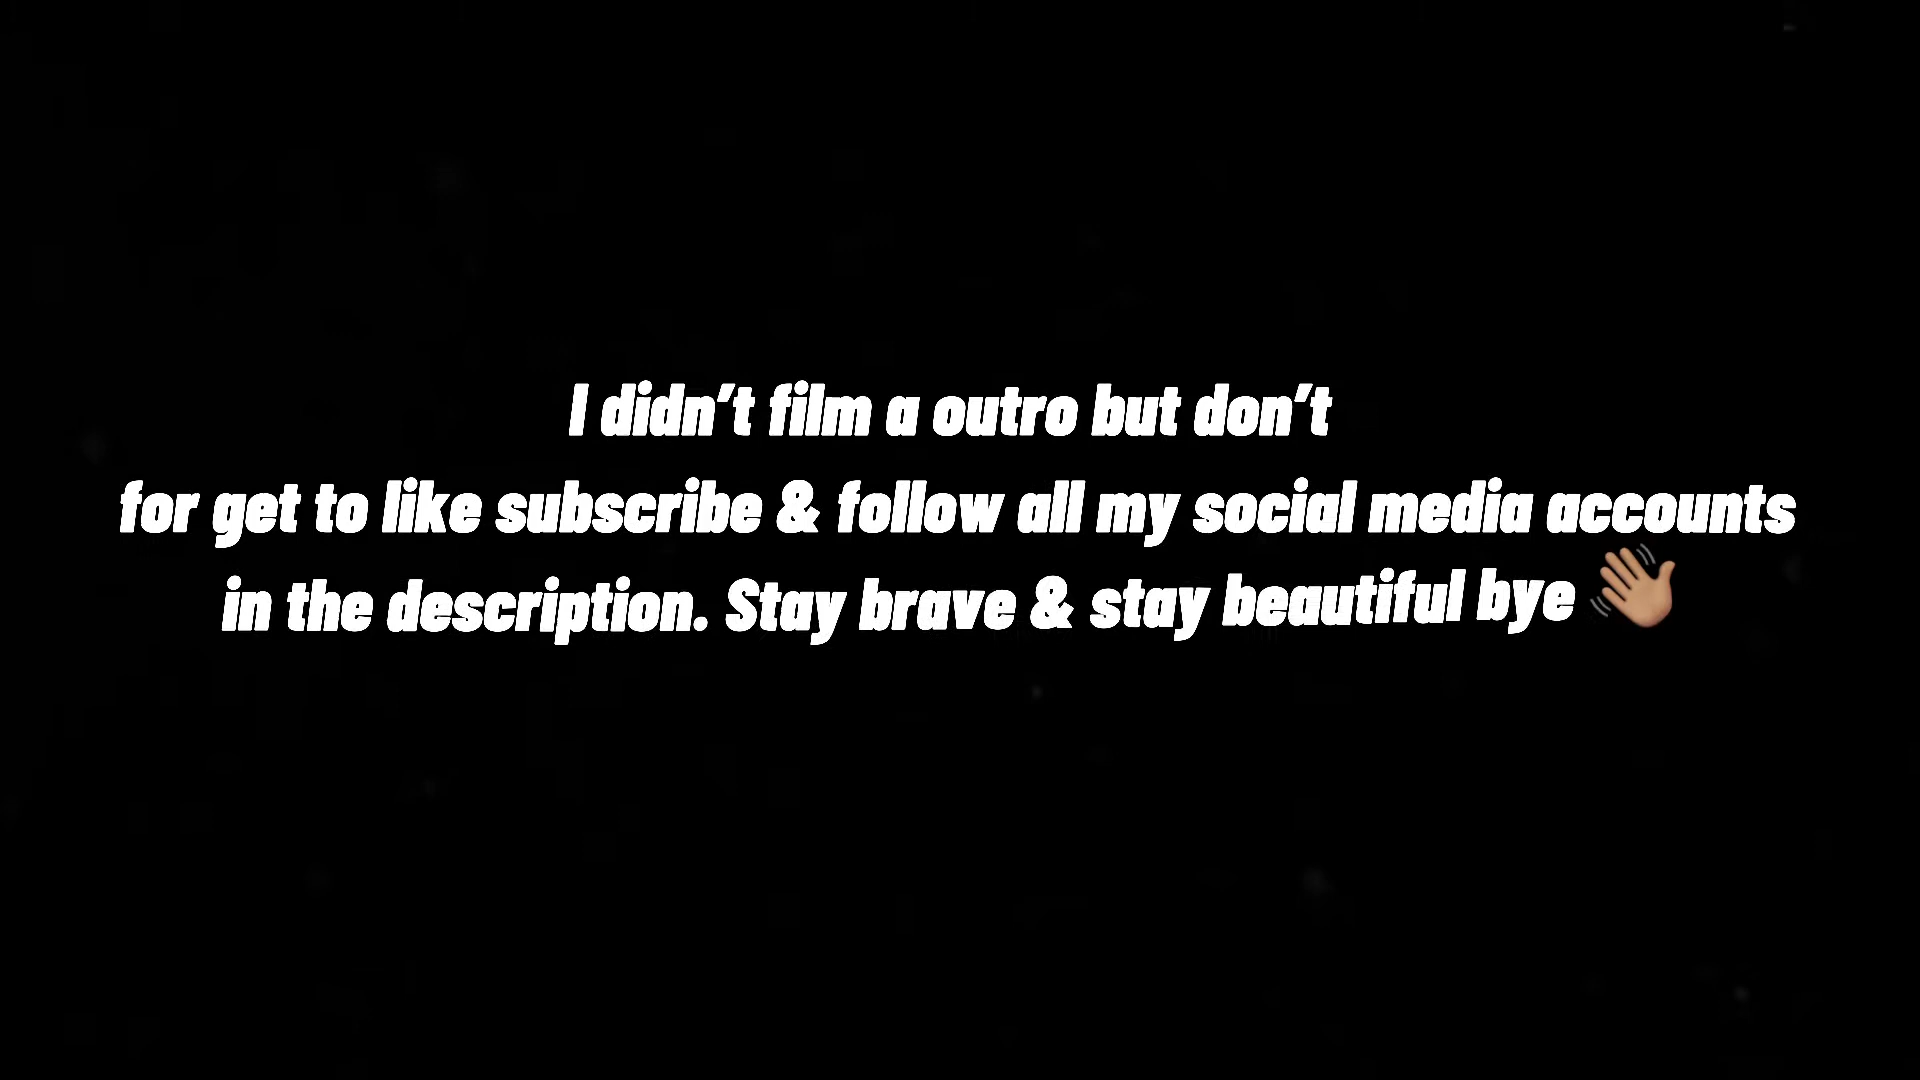 I didn’t film a outro but don’t
for get to like subscribe & follow all my social media accounts
in the description. Stay brave & stay beautiful bye 👋🏽